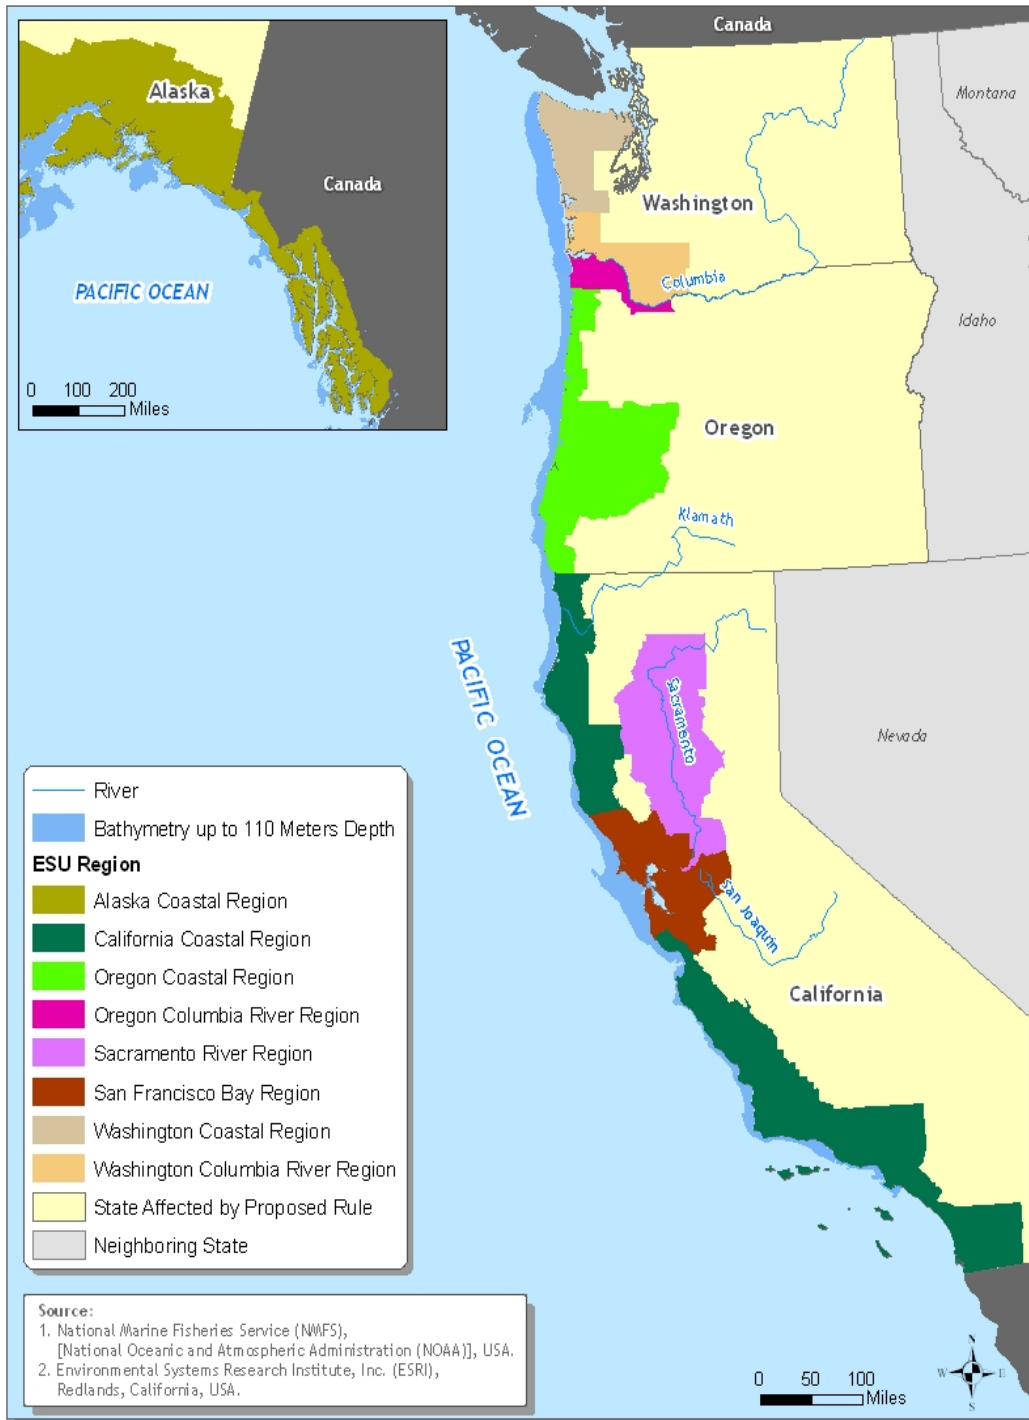 Canada
Alaska
Canada
PACIFIC OCEAN
0 100 200
Miles
Montana
Washington
Columbia
Idaho
Oregon
Klamath
PACIFIC OCEAN
Sacramento
Nevada
San Joaquin
California
River
Bathymetry up to 110 Meters Depth
ESU Region
Alaska Coastal Region
California Coastal Region
Oregon Coastal Region
Oregon Columbia River Region
Sacramento River Region
San Francisco Bay Region
Washington Coastal Region
Washington Columbia River Region
State Affected by Proposed Rule
Neighboring State
Source:
1. National Marine Fisheries Service (NMFS),
[National Oceanic and Atmospheric Administration (NOAA)], USA.
2. Environmental Systems Research Institute, Inc. (ESRI),
Redlands, California, USA.
N
W E
S
0 50 100
Miles